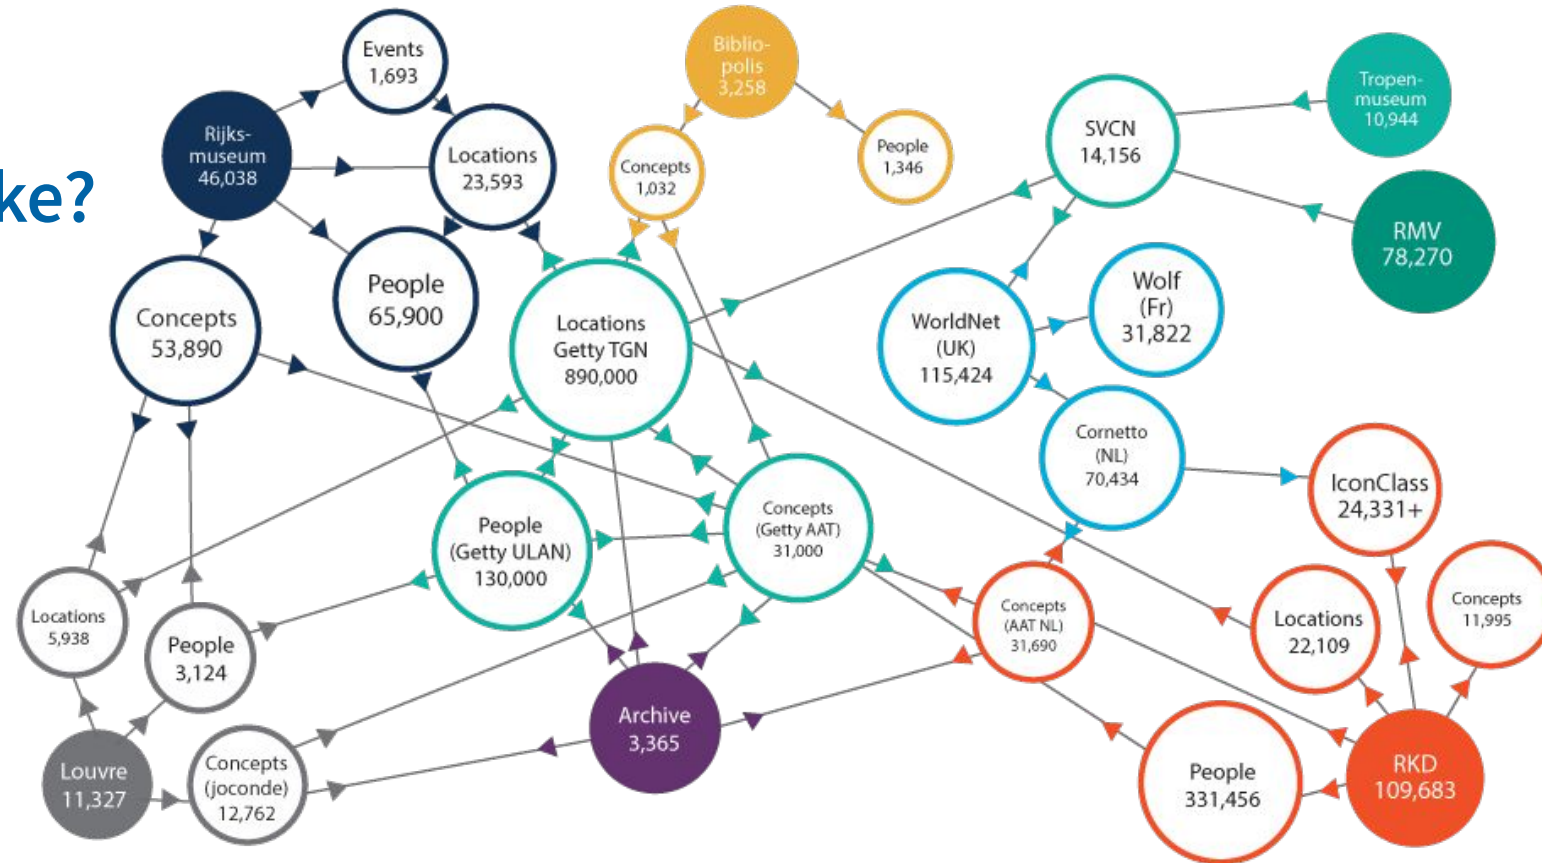 ke?
Events
1,693
Rijks-
museum
46,038
Locations
23,593
Concepts
53,890
People
65,900
Biblio-
polis
3,258
Concepts
1,032
People
1,346
SVCN
14,156
Tropen-
museum
10,944
RMV
78,270
Locations
Getty TGN
890,000
WorldNet
(UK)
115,424
Wolf
(Fr)
31,822
Cornetto
(NL)
70,434
IconClass
24,331+
People
(Getty ULAN)
130,000
Concepts
(Getty AAT)
31,000
Concepts
(AAT NL)
31,690
Locations
22,109
Concepts
11,995
Locations
5,938
People
3,124
Louvre
11,327
Concepts
(joconde)
12,762
Archive
3,365
People
331,456
RKD
109,683